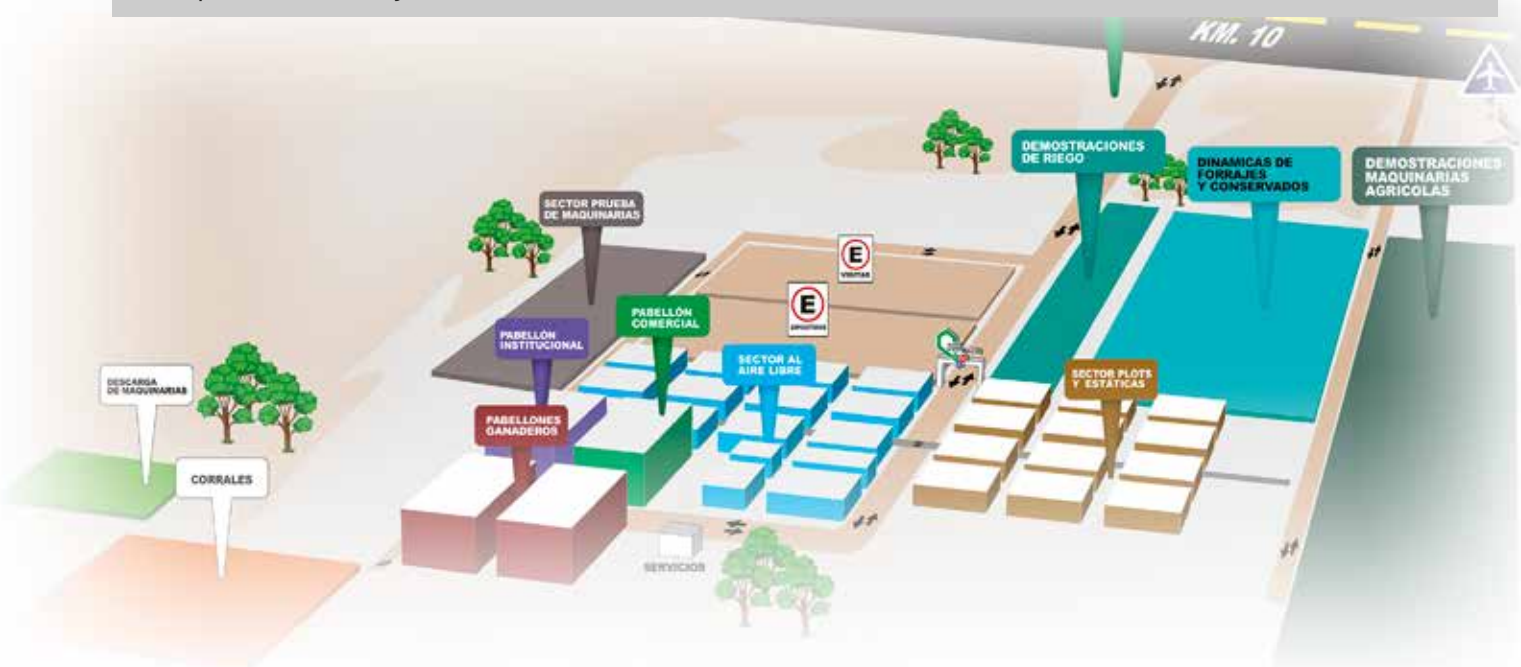 KM. 10
DEMOSTRACIONES
DE RIEGO
DINAMICAS DE
FORRAJES
Y CONSERVADOS
DEMOSTRACIONES
MAQUINARIAS
AGRICOLAS
SECTOR PRUEBA
DE MAQUINARIAS
E
VISITAS
E
EXPOSITORES
PABELLÓN
COMERCIAL
PABELLÓN
INSTITUCIONAL
SECTOR AL
AIRE LIBRE
SECTOR PLOTS
Y ESTÁTICAS
DESCARGA
DE MAQUINARIAS
PABELLONES
GANADEROS
CORRALES
SERVICIOS